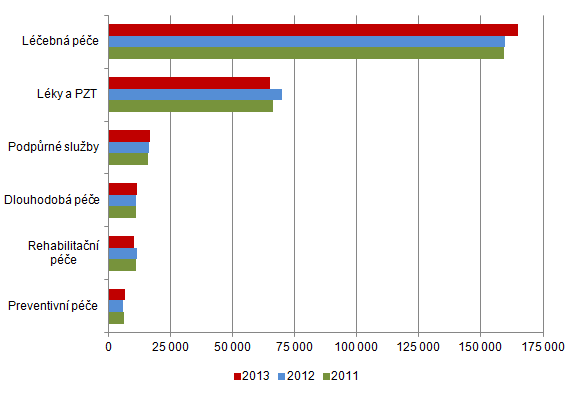 Léčebná péče
Léky a PZT
Podpůrné služby
Dlouhodobá péče
Rehabilitační
péče
Preventivní péče
0 25 000 50 000 75 000 100 000 125 000 150 000 175 000
2013 2012 2011